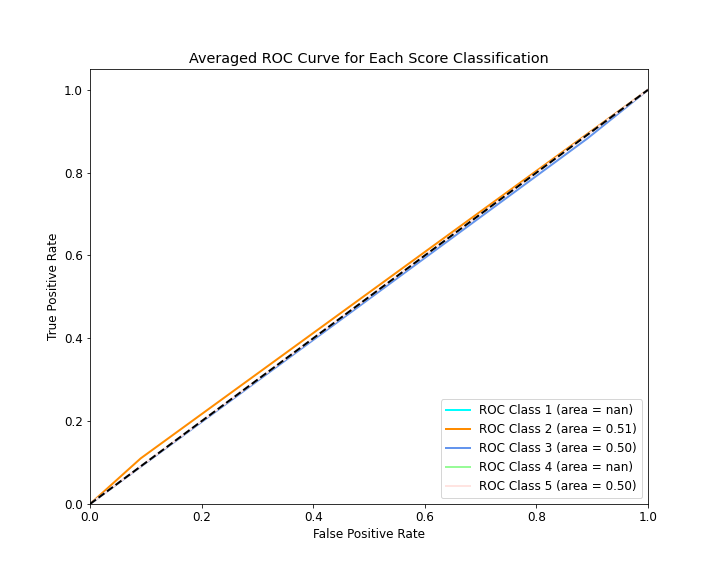 Averaged ROC Curve for Each Score Classification
1.0
0.8
0.6
0.4
0.2
0.0
True Positive Rate
ROC Class 1 (area = nan)
ROC Class 2 (area = 0.51)
ROC Class 3 (area = 0.50)
ROC Class 4 (area = nan)
ROC Class 5 (area = 0.50)
0.0 0.2 0.4 0.6 0.8 1.0
False Positive Rate